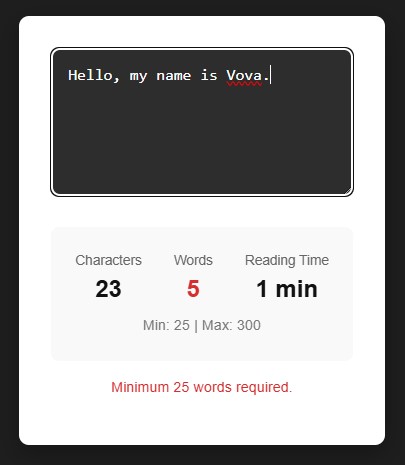 Hello, my name is Vova.
Characters Words Reading Time
23 5 1 min
Min: 25 | Max: 300
Minimum 25 words required.